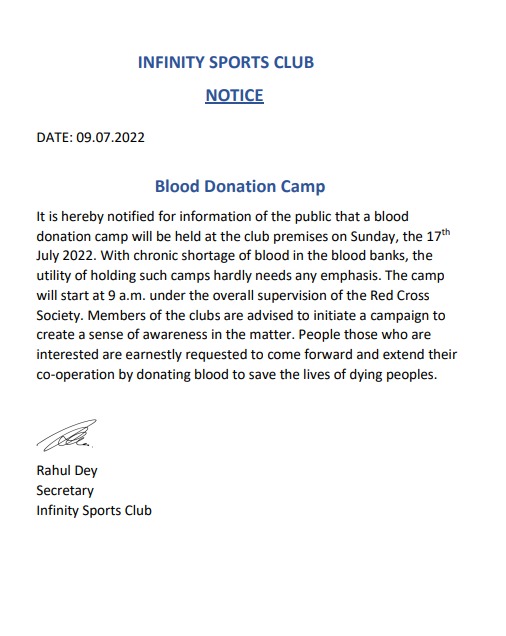 INFINITY SPORTS CLUB
NOTICE
DATE: 09.07.2022
Blood Donation Camp
It is hereby notified for information of the public that a blood
donation camp will be held at the club premises on Sunday, the 17th
July 2022. With chronic shortage of blood in the blood banks, the
utility of holding such camps hardly needs any emphasis. The camp
will start at 9 a.m. under the overall supervision of the Red Cross
Society. Members of the clubs are advised to initiate a campaign to
create a sense of awareness in the matter. People those who are
interested are earnestly requested to come forward and extend their
co-operation by donating blood to save the lives of dying peoples.
Rahul Dey
Secretary
Infinity Sports Club